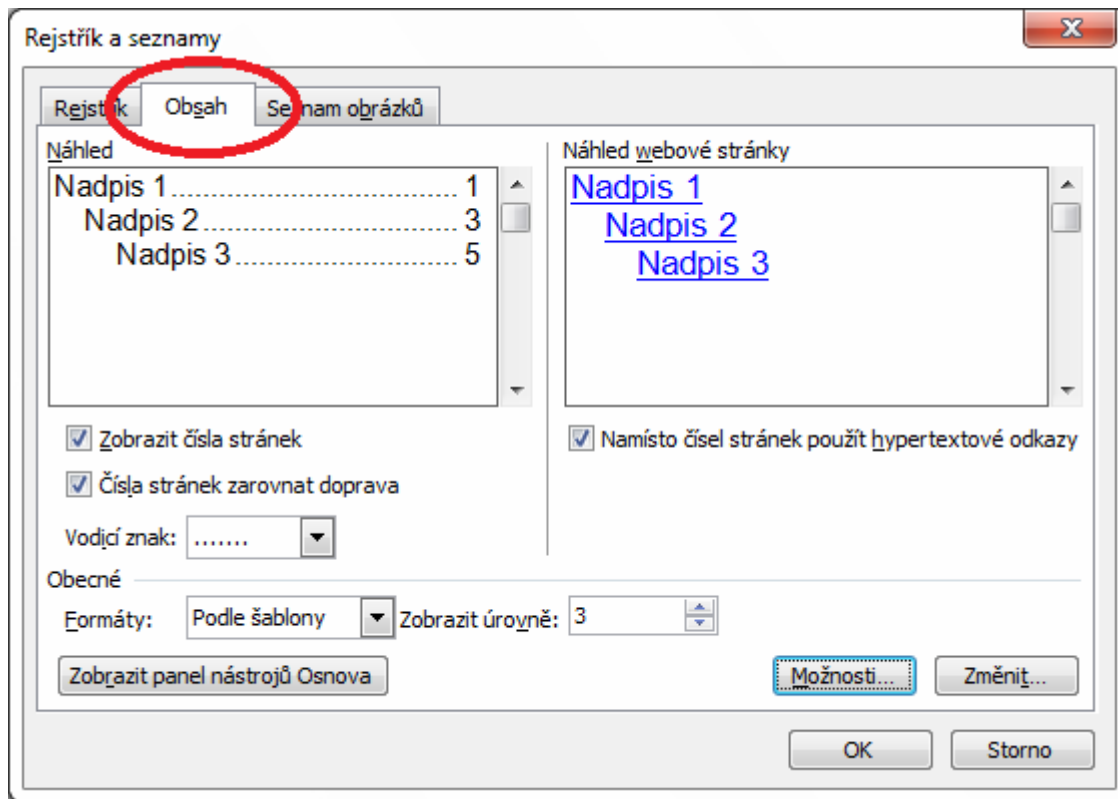 Rejstřík a seznamy
Rejstřík Obsah Seznam obrázků
Náhled
Nadpis 1 1
Nadpis 2 3
Nadpis 3 5
Náhled webové stránky
Nadpis 1
Nadpis 2
Nadpis 3
Zobrazit čísla stránek
Čísla stránek zarovnat doprava
Vodicí znak: .......
Namísto čísel stránek použít hypertextové odkazy
Obecné
Formáty: Podle šablony Zobrazit úrovně: 3
Zobrazit panel nástrojů Osnova Možnosti... Změnit...
OK Storno